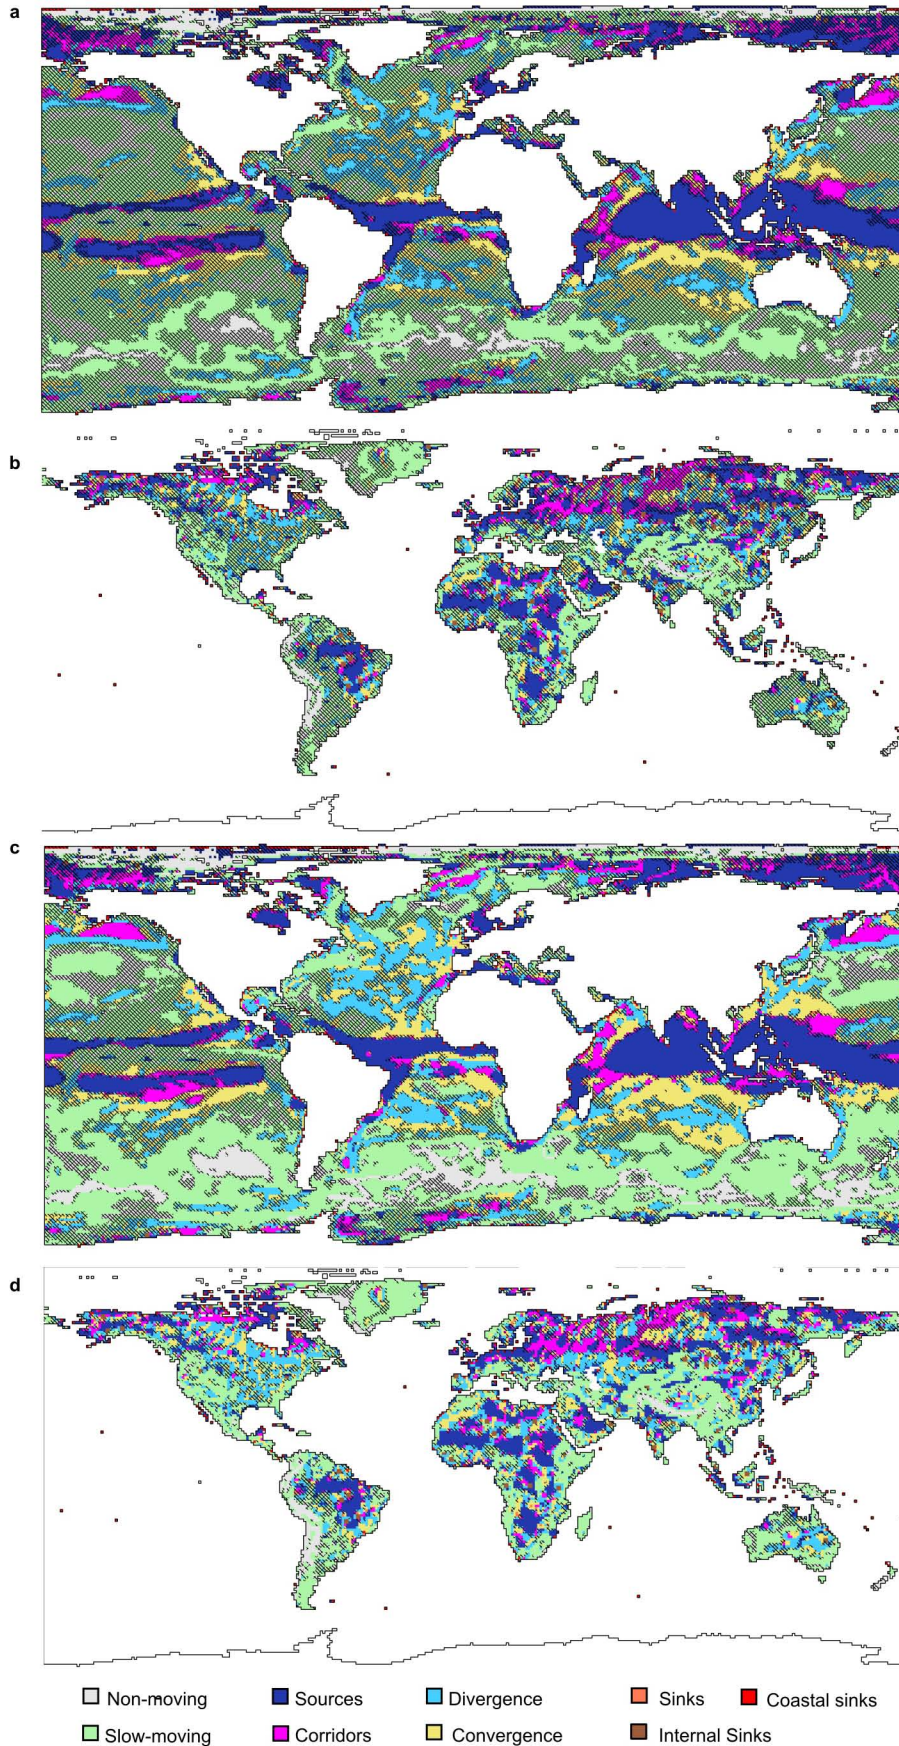 a
b
c
d
Non-moving Sources Divergence Sinks Coastal sinks
Slow-moving Corridors Convergence Internal Sinks